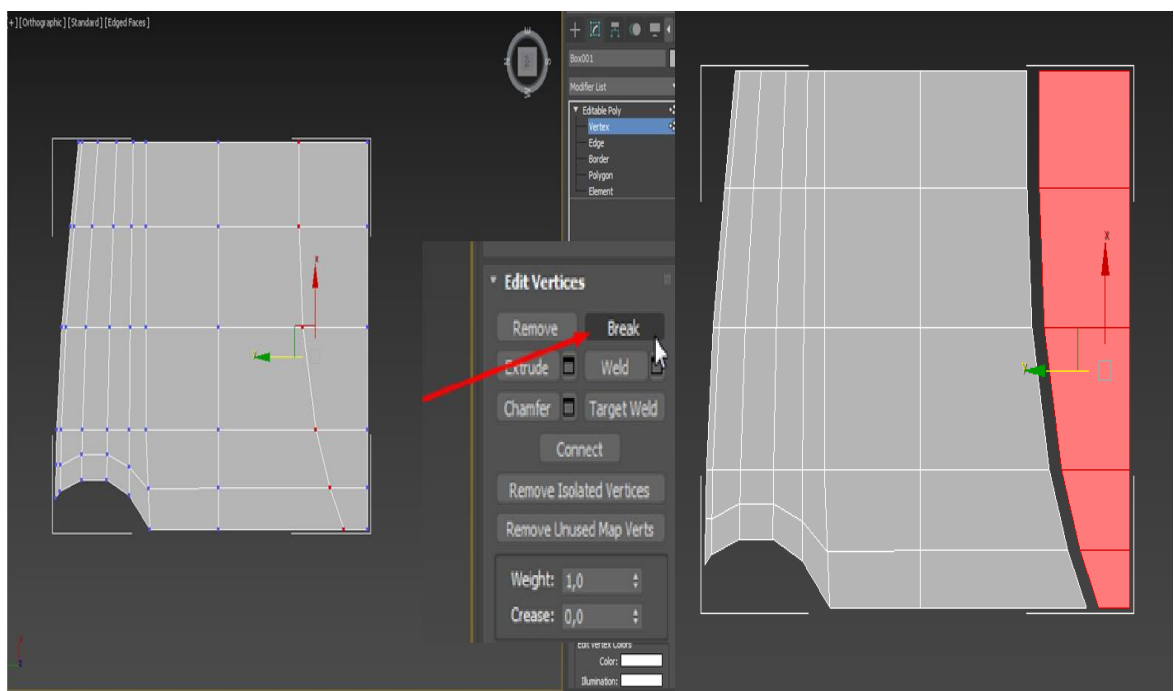 + ] [Orthographic ] [Standard ] [Edged Faces ]
Box001
Modifier List
Editable Poly
Vertex
Edge
Border
Polygon
Element
Edit Vertices
Remove
Break
Extrude
Weld
Chamfer
Target Weld
Connect
Remove Isolated Vertices
Remove Unused Map Verts
Weight: 1,0
Crease: 0,0
Edit Vertex Colors
Color:
Illumination: